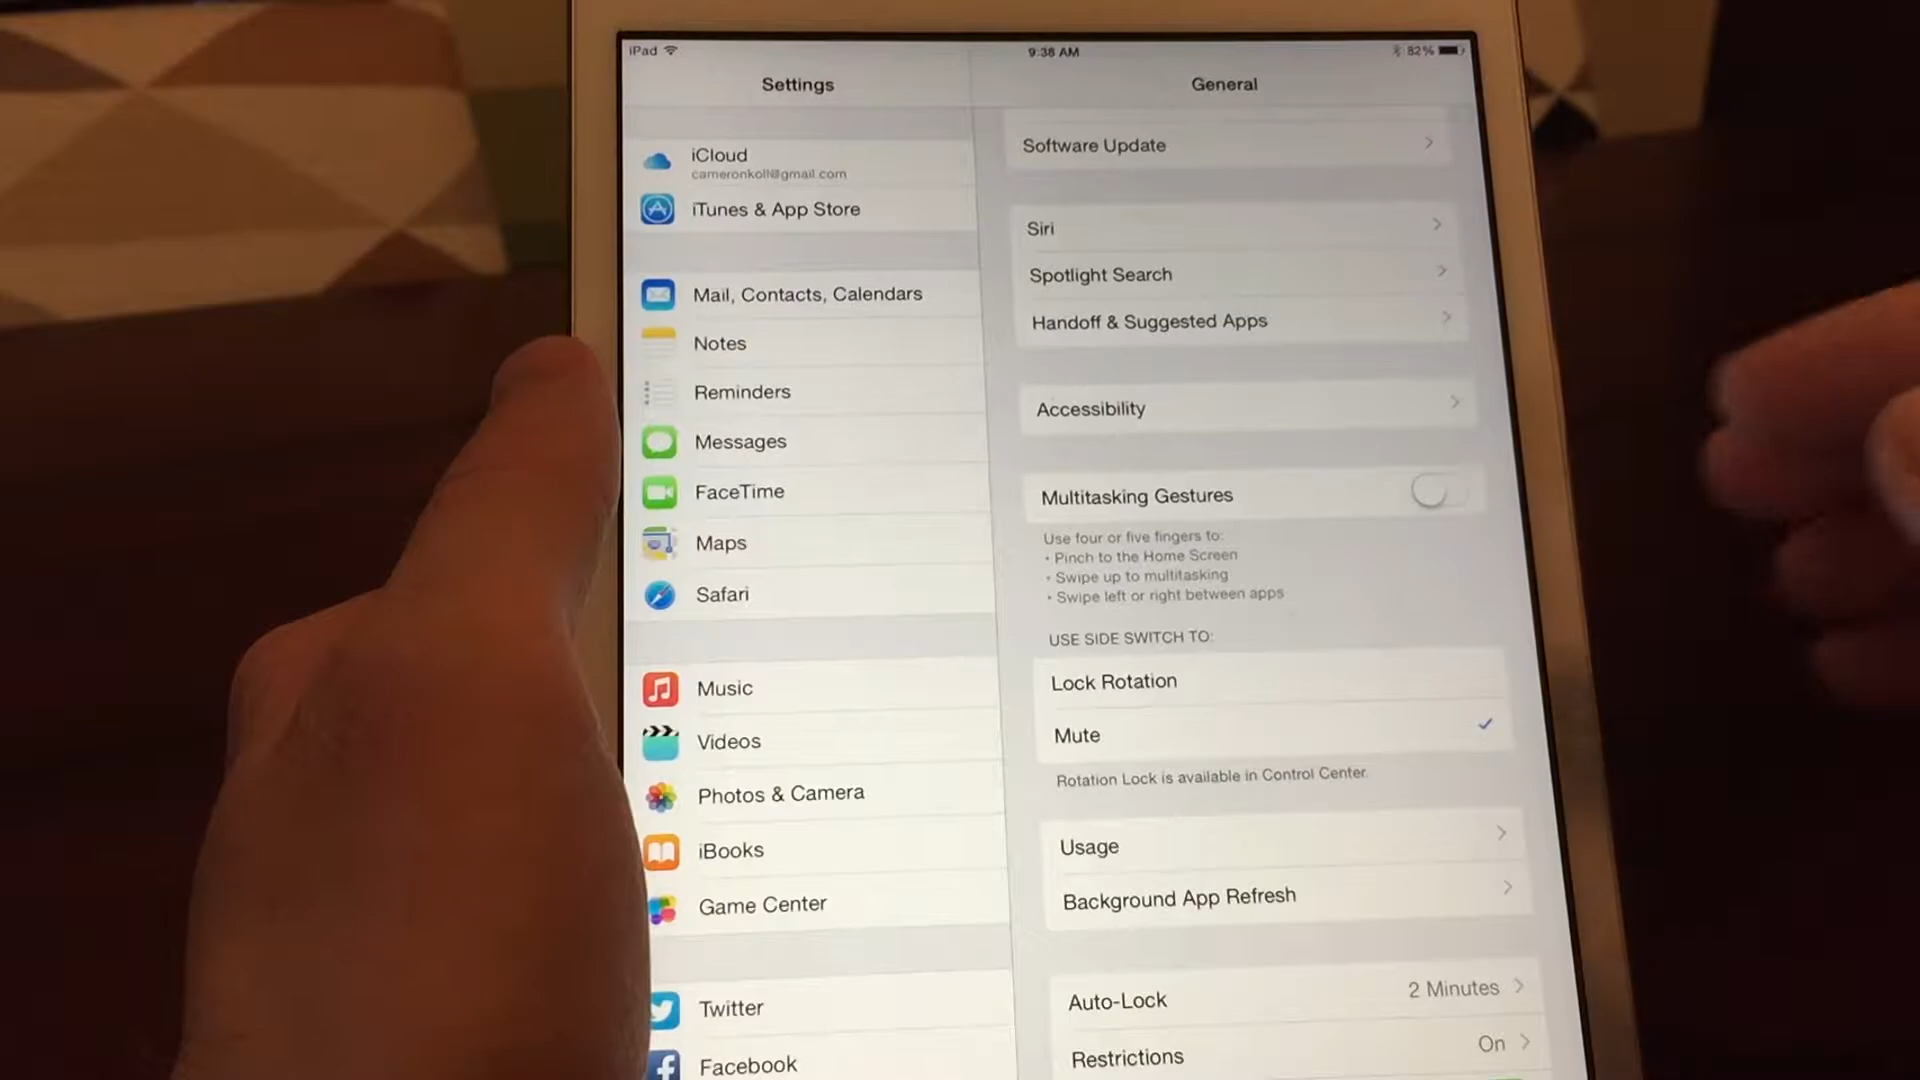 iPad
9:38 AM
82%
Settings
General
iCloud
cameronkoll@gmail.com
iTunes & App Store
Mail, Contacts, Calendars
Notes
Reminders
Messages
FaceTime
Maps
Safari
Music
Videos
Photos & Camera
iBooks
Game Center
Twitter
Facebook
Software Update
Siri
Spotlight Search
Handoff & Suggested Apps
Accessibility
Multitasking Gestures
Use four or five fingers to:
• Pinch to the Home Screen
• Swipe up to multitasking
• Swipe left or right between apps
USE SIDE SWITCH TO:
Lock Rotation
Mute
Rotation Lock is available in Control Center.
Usage
Background App Refresh
Auto-Lock 2 Minutes
Restrictions On